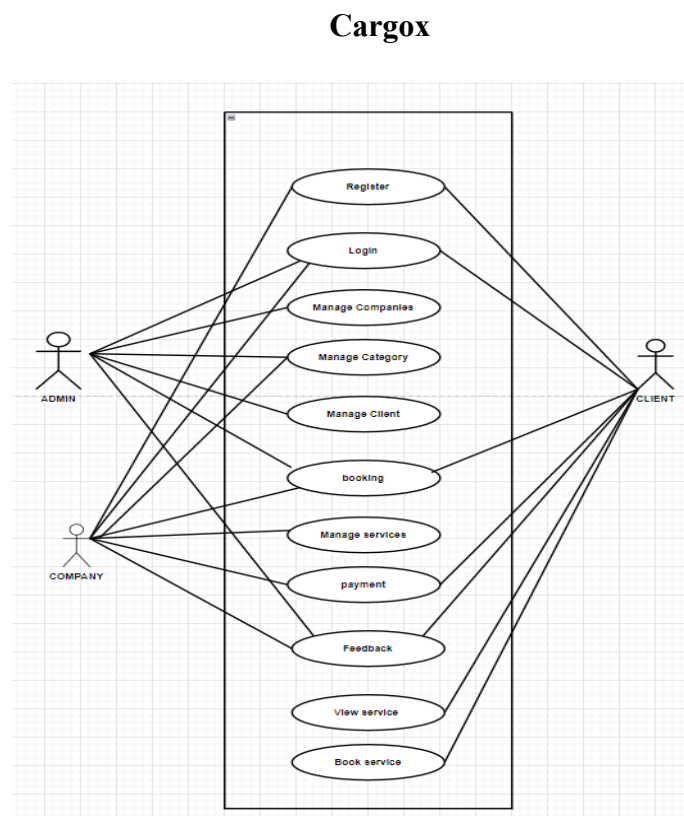 Cargox
Register
Login
Manage Companies
Manage Category
ADMIN
CLIENT
Manage Client
booking
Manage services
COMPANY
payment
Feedback
View service
Book service